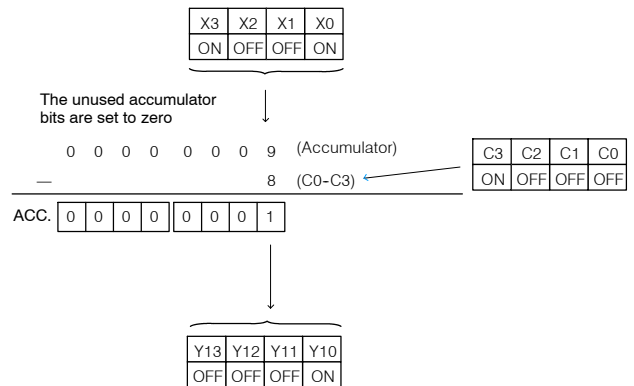 X3 X2 X1 X0
ON OFF OFF ON
The unused accumulator
bits are set to zero
0 0 0 0 0 0 0 9 (Accumulator)
— 8 (C0-C3)
C3 C2 C1 C0
ON OFF OFF OFF
ACC. 0 0 0 0 0 0 0 1
Y13 Y12 Y11 Y10
OFF OFF OFF ON